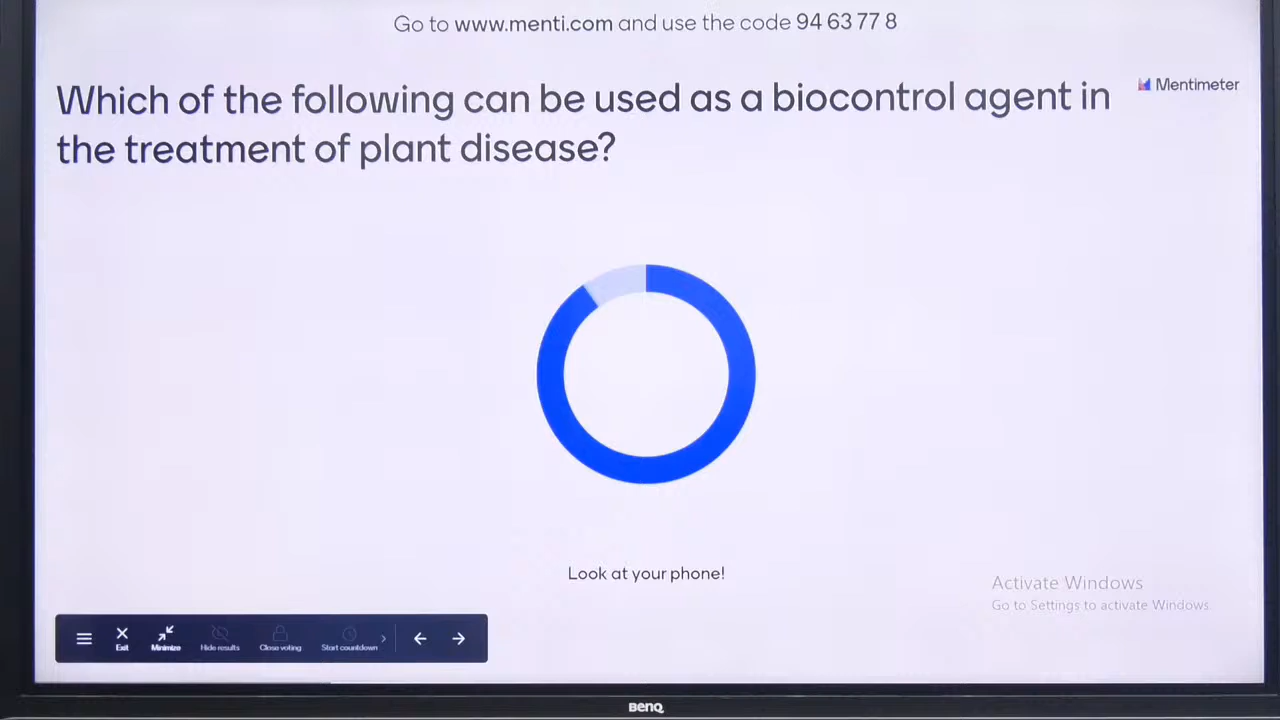 Go to www.menti.com and use the code 94 63 77 8
Which of the following can be used as a biocontrol agent in
the treatment of plant disease?
Mentimeter
Look at your phone!
Activate Windows
Go to Settings to activate Windows.
Exit
Minimize
Hide results
Close voting
Start countdown
BenQ